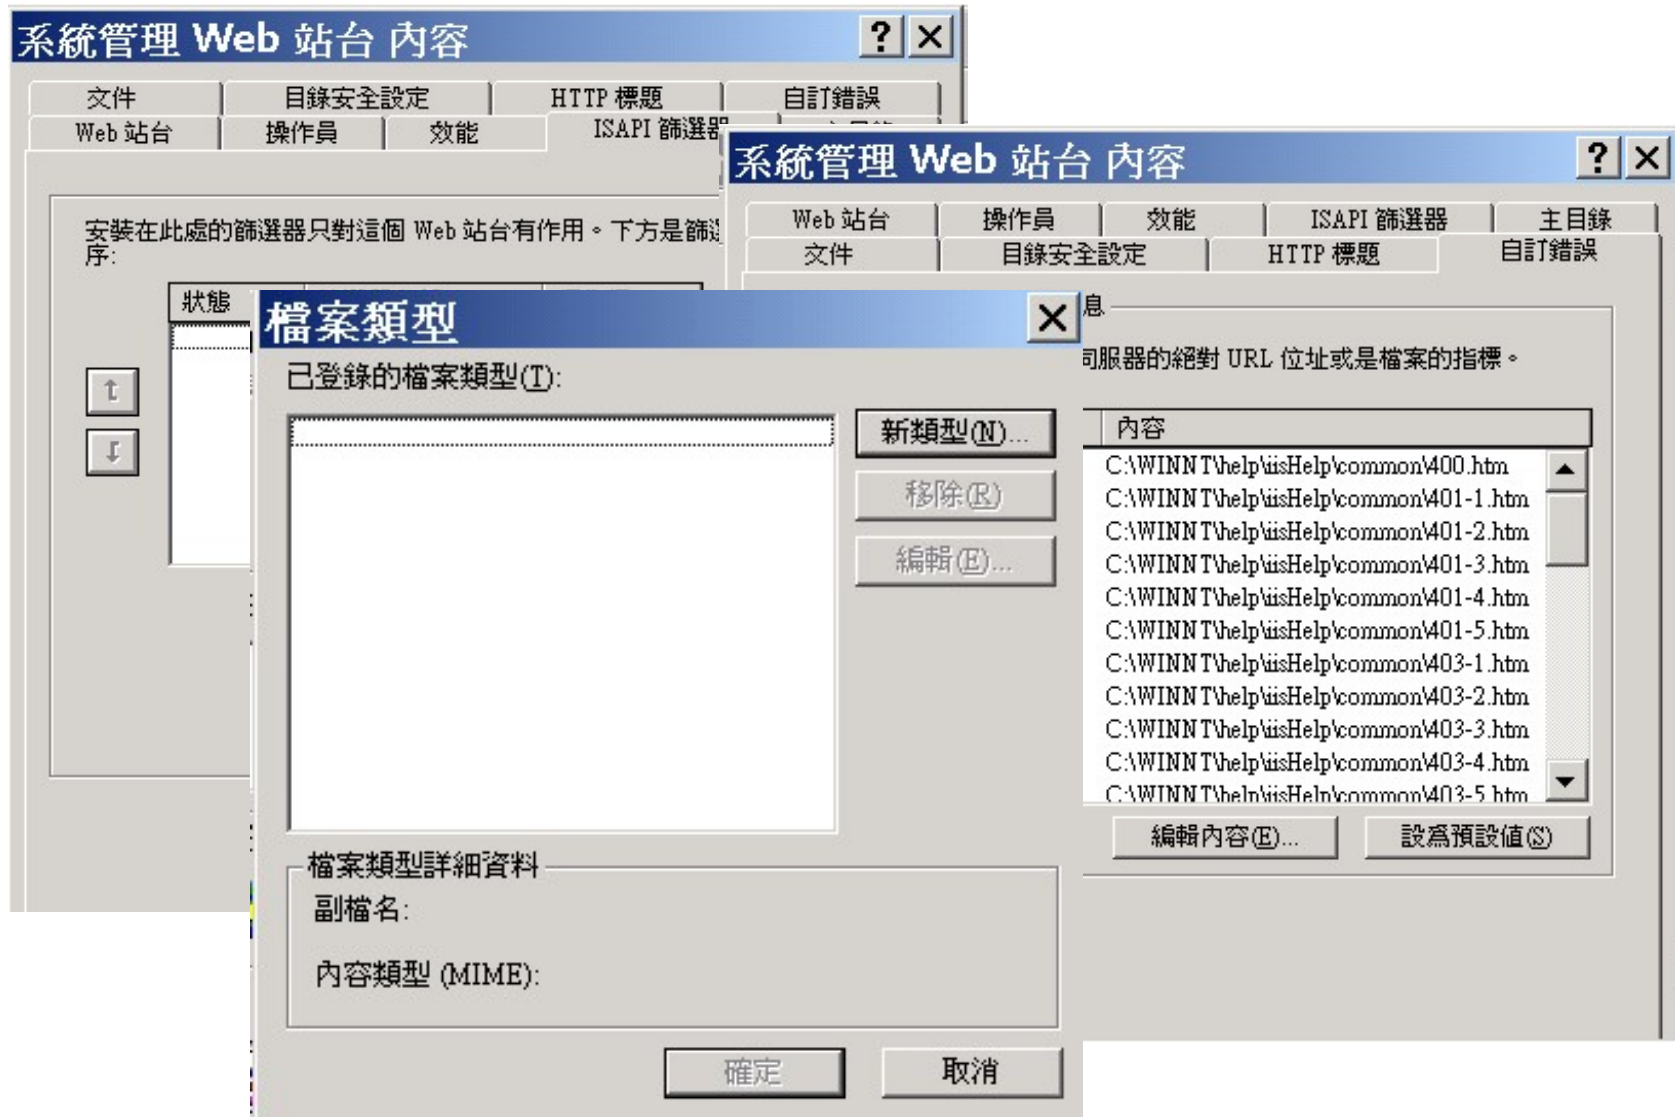 系統管理 Web 站台 內容
文件 目錄安全設定 HTTP 標題 自訂錯誤
Web 站台 操作員 效能 ISAPI 篩選器
安裝在此處的篩選器只對這個 Web 站台有作用。下方是篩選
序:
狀態
系統管理 Web 站台 內容
Web 站台 操作員 效能 ISAPI 篩選器 主目錄
文件 目錄安全設定 HTTP 標題 自訂錯誤
息
伺服器的絕對 URL 位址或是檔案的指標。
內容
C:\WINNT\help\iisHelp\common\400.htm
C:\WINNT\help\iisHelp\common\401-1.htm
C:\WINNT\help\iisHelp\common\401-2.htm
C:\WINNT\help\iisHelp\common\401-3.htm
C:\WINNT\help\iisHelp\common\401-4.htm
C:\WINNT\help\iisHelp\common\401-5.htm
C:\WINNT\help\iisHelp\common\403-1.htm
C:\WINNT\help\iisHelp\common\403-2.htm
C:\WINNT\help\iisHelp\common\403-3.htm
C:\WINNT\help\iisHelp\common\403-4.htm
C:\WINNT\help\iisHelp\common\403-5.htm
編輯內容(E)... 設為預設值(S)
檔案類型
已登錄的檔案類型(T):
新類型(N)...
移除(R)
編輯(E)...
檔案類型詳細資料
副檔名:
內容類型 (MIME):
確定 取消